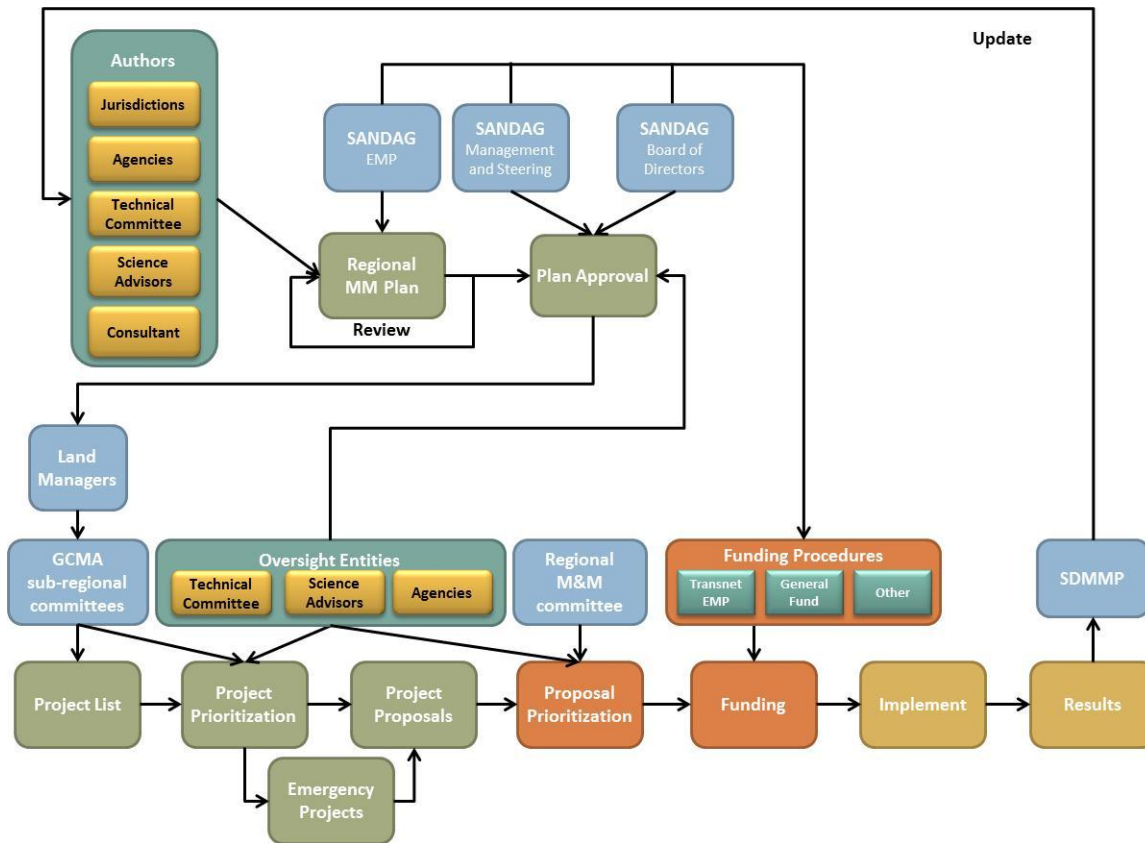 Update
Authors
Jurisdictions
Agencies
Technical
Committee
Science
Advisors
Consultant
SANDAG
EMP
SANDAG
Management
and Steering
SANDAG
Board of
Directors
Regional
MM Plan
Review
Plan Approval
Land
Managers
GCMA
sub-regional
committees
Oversight Entities
Technical
Committee
Science
Advisors
Agencies
Regional
M&M
committee
Funding Procedures
Transnet
EMP
General
Fund
Other
SDMMP
Project List
Project
Prioritization
Project
Proposals
Proposal
Prioritization
Funding
Implement
Results
Emergency
Projects